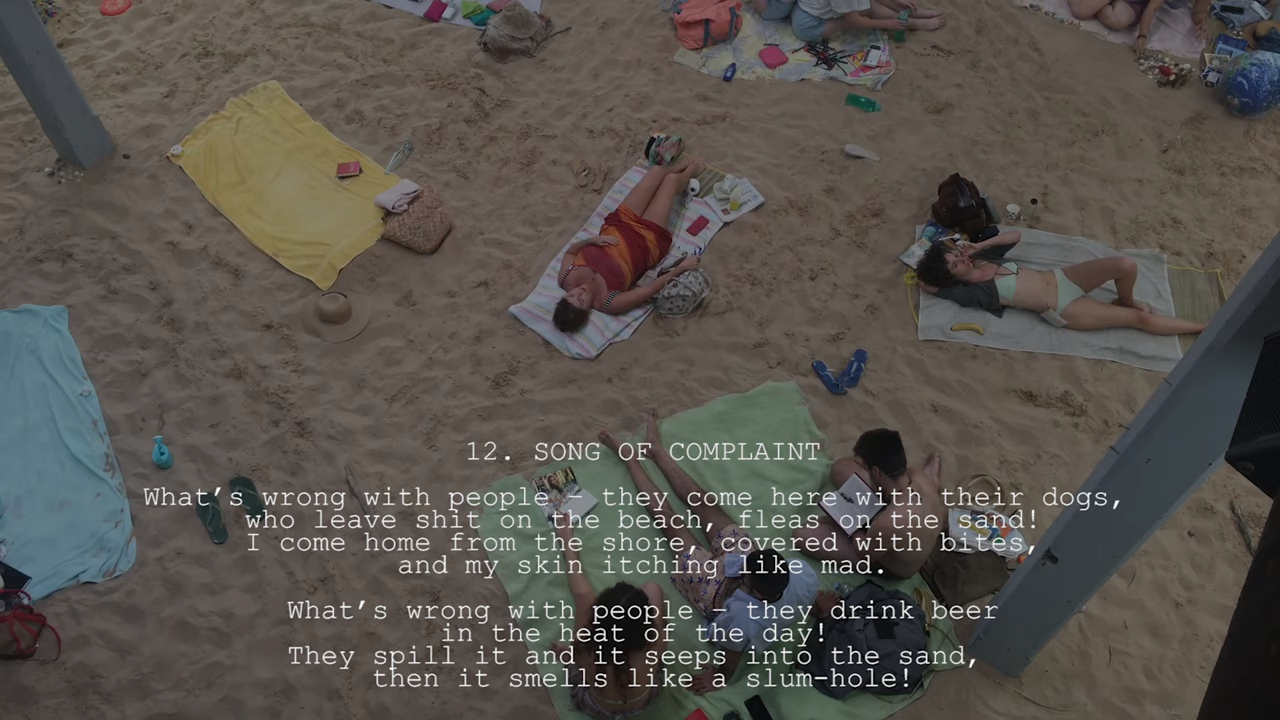 12. SONG OF COMPLAINT
What’s wrong with people – they come here with their dogs,
who leave shit on the beach, fleas on the sand!
I come home from the shore, covered with bites,
and my skin itching like mad.
What’s wrong with people – they drink beer
in the heat of the day!
They spill it and it seeps into the sand,
then it smells like a slum-hole!